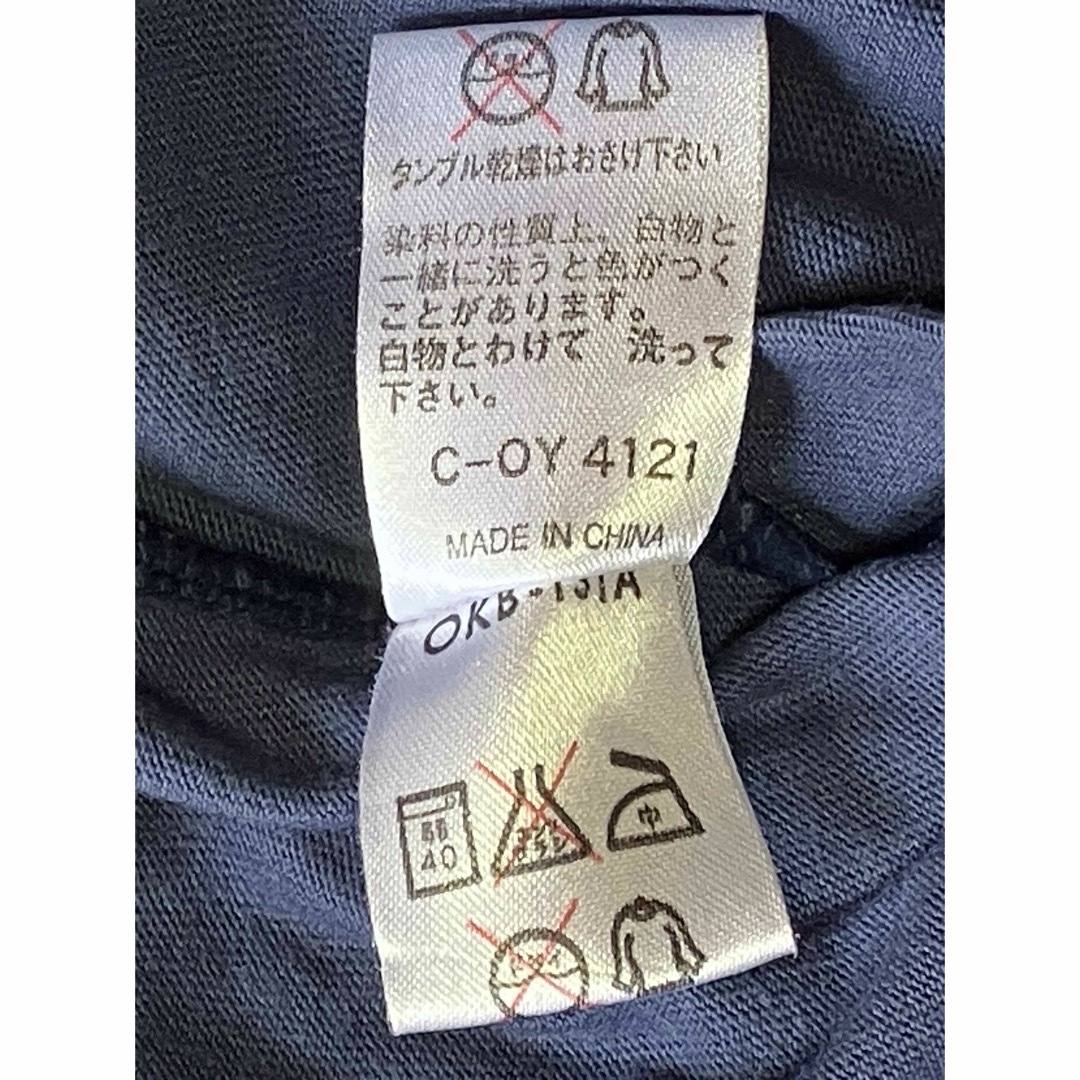 タンブル乾燥はおさけ下さい
染料の性質上、白物と
一緒に洗うと色がつく
ことがあります。
白物とわけて 洗って
下さい。
C-OY 4121
MADE IN CHINA
OKB-131A
40
中